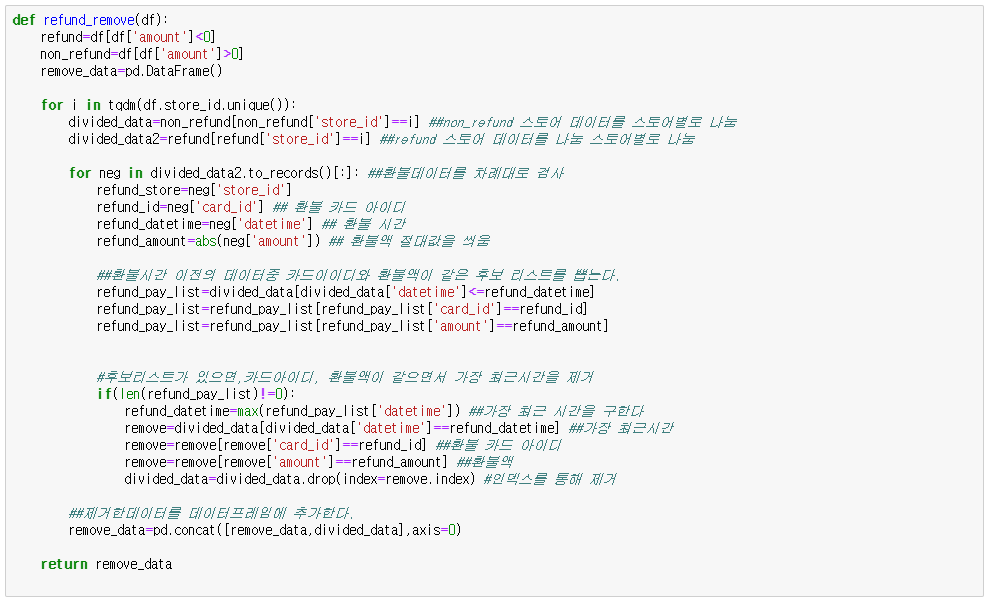 def refund_remove(df):
    refund=df[df['amount']<0]
    non_refund=df[df['amount']>0]
    remove_data=pd.DataFrame()
    for i in tqdm(df.store_id.unique()):
        divided_data=non_refund[non_refund['store_id']==i] ##non_refund 스토어 데이터를 스토어별로 나눔
        divided_data2=refund[refund['store_id']==i] ##refund 스토어 데이터를 나눔 스토어별로 나눔
        for neg in divided_data2.to_records()[:]: ##환불데이터를 차례대로 검사
            refund_store=neg['store_id']
            refund_id=neg['card_id'] ## 환불 카드 아이디
            refund_datetime=neg['datetime'] ## 환불 시간
            refund_amount=abs(neg['amount']) ## 환불액 절대값을 씌움
            ##환불시간 이전의 데이터중 카드이이디와 환불액이 같은 후보 리스트를 뽑는다.
            refund_pay_list=divided_data[divided_data['datetime']<=refund_datetime]
            refund_pay_list=refund_pay_list[refund_pay_list['card_id']==refund_id]
            refund_pay_list=refund_pay_list[refund_pay_list['amount']==refund_amount]
            #후보리스트가 있으면,카드아이디, 환불액이 같으면서 가장 최근시간을 제거
            if(len(refund_pay_list)!=0):
                refund_datetime=max(refund_pay_list['datetime']) ##가장 최근 시간을 구한다
                remove=divided_data[divided_data['datetime']==refund_datetime] ##가장 최근시간
                remove=remove[remove['card_id']==refund_id] ##환불 카드 아이디
                remove=remove[remove['amount']==refund_amount] ##환불액
                divided_data=divided_data.drop(index=remove.index) #인덱스를 통해 제거
        ##제거한데이터를 데이터프레임에 추가한다.
        remove_data=pd.concat([remove_data,divided_data],axis=0)
    return remove_data